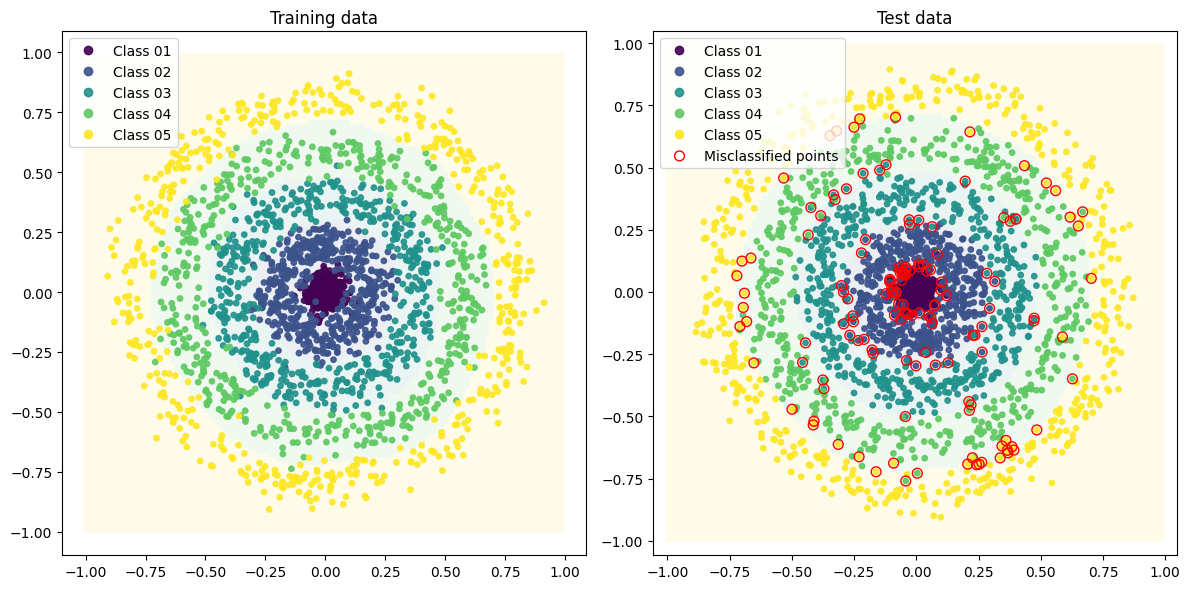 Training data
Class 01
Class 02
Class 03
Class 04
Class 05
1.00
0.75
0.50
0.25
0.00
−0.25
−0.50
−0.75
−1.00
−1.00 −0.75 −0.50 −0.25 0.00 0.25 0.50 0.75 1.00
Test data
Class 01
Class 02
Class 03
Class 04
Class 05
Misclassified points
1.00
0.75
0.50
0.25
0.00
−0.25
−0.50
−0.75
−1.00
−1.00 −0.75 −0.50 −0.25 0.00 0.25 0.50 0.75 1.00